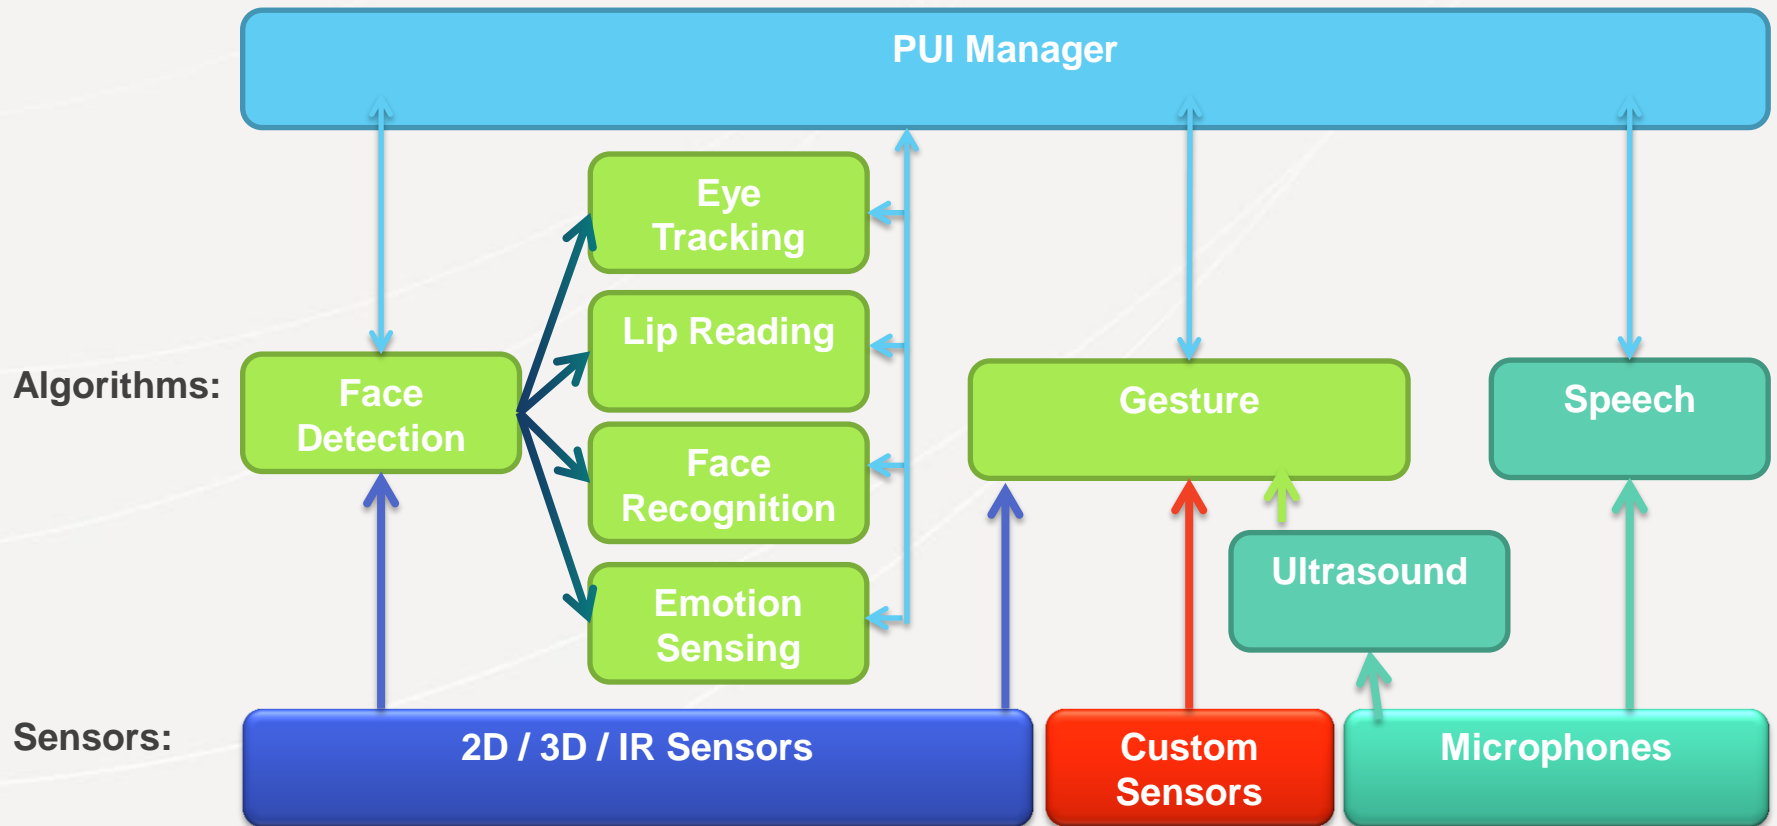 PUI Manager
Eye
Tracking
Lip Reading
Algorithms:
Face
Detection
Gesture
Speech
Face
Recognition
Ultrasound
Emotion
Sensing
Sensors:
2D / 3D / IR Sensors
Custom
Sensors
Microphones